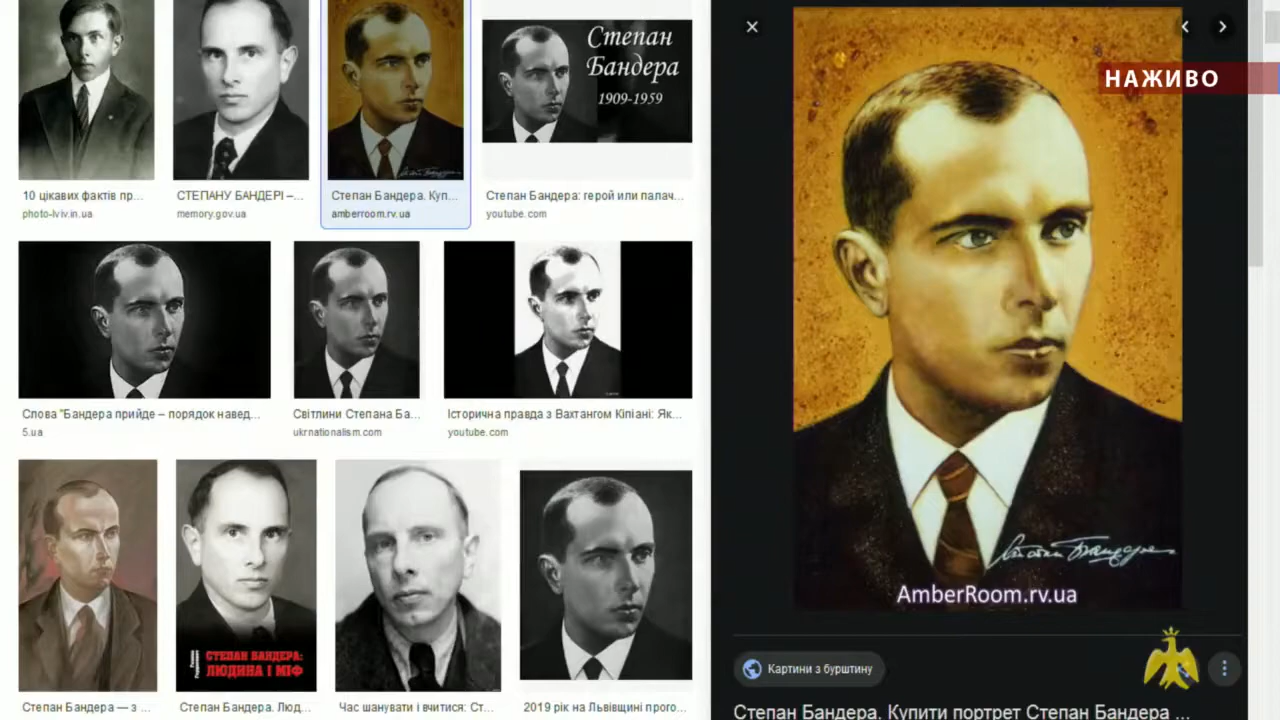 НАЖИВО
Степан
Бандера
1909-1959
10 цікавих фактів пр...
photo-lviv.in.ua
СТЕПАНУ БАНДЕРІ –...
memory.gov.ua
Степан Бандера. Куп...
amberroom.rv.ua
Степан Бандера: герой или палач...
youtube.com
Слова "Бандера прийде – порядок навед...
5.ua
Світлини Степана Ба...
ukrnationalism.com
Історична правда з Вахтангом Кіпіані: Як...
youtube.com
СТЕПАН БАНДЕРА:
ЛЮДИНА І МІФ
Степан Бандера — з ...
Степан Бандера. Люд...
Час шанувати і вчитися: Ст...
2019 рік на Львівщині прого...
Степан Бандера
AmberRoom.rv.ua
Картини з бурштину
Степан Бандера. Купити портрет Степан Бандера ...